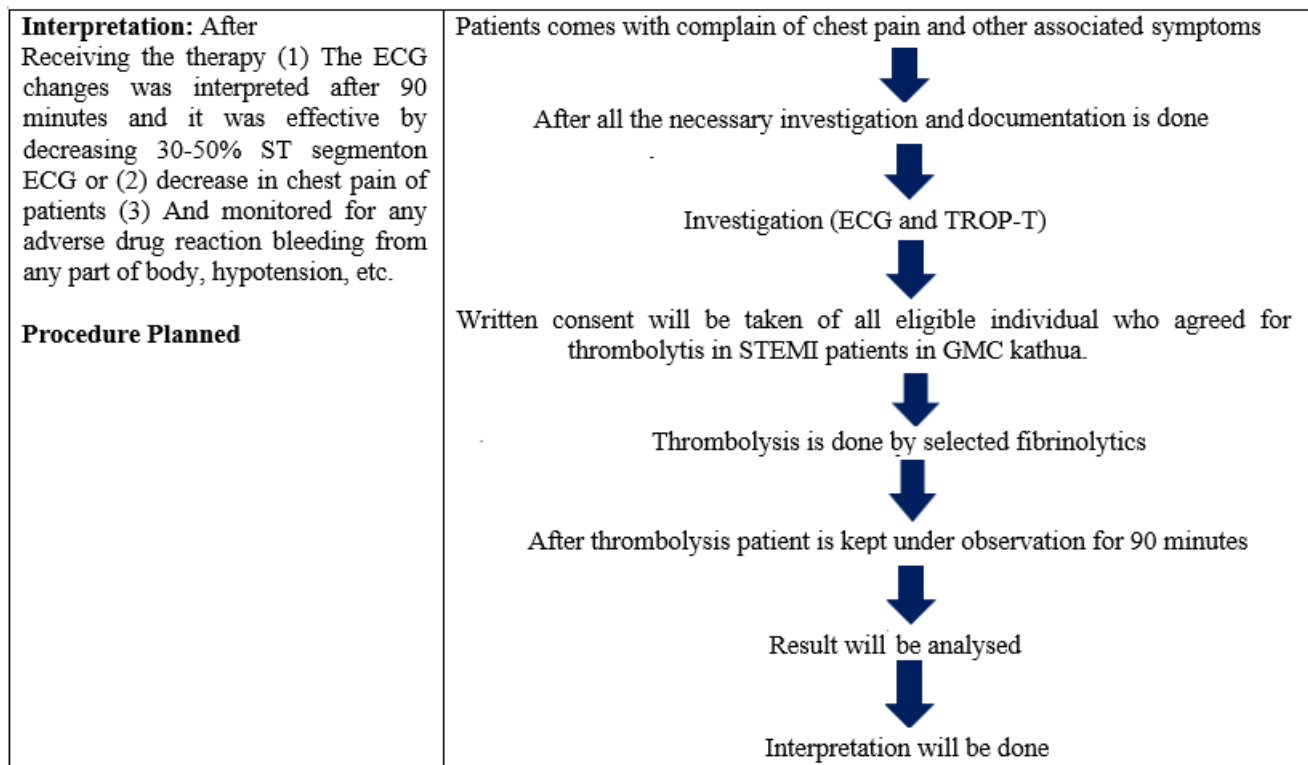 Interpretation: After
Receiving the therapy (1) The ECG
changes was interpreted after 90
minutes and it was effective by
decreasing 30-50% ST segmenton
ECG or (2) decrease in chest pain of
patients (3) And monitored for any
adverse drug reaction bleeding from
any part of body, hypotension, etc.
Procedure Planned
Patients comes with complain of chest pain and other associated symptoms
After all the necessary investigation and documentation is done
Investigation (ECG and TROP-T)
Written consent will be taken of all eligible individual who agreed for
thrombolytis in STEMI patients in GMC kathua.
Thrombolysis is done by selected fibrinolytics
After thrombolysis patient is kept under observation for 90 minutes
Result will be analysed
Interpretation will be done